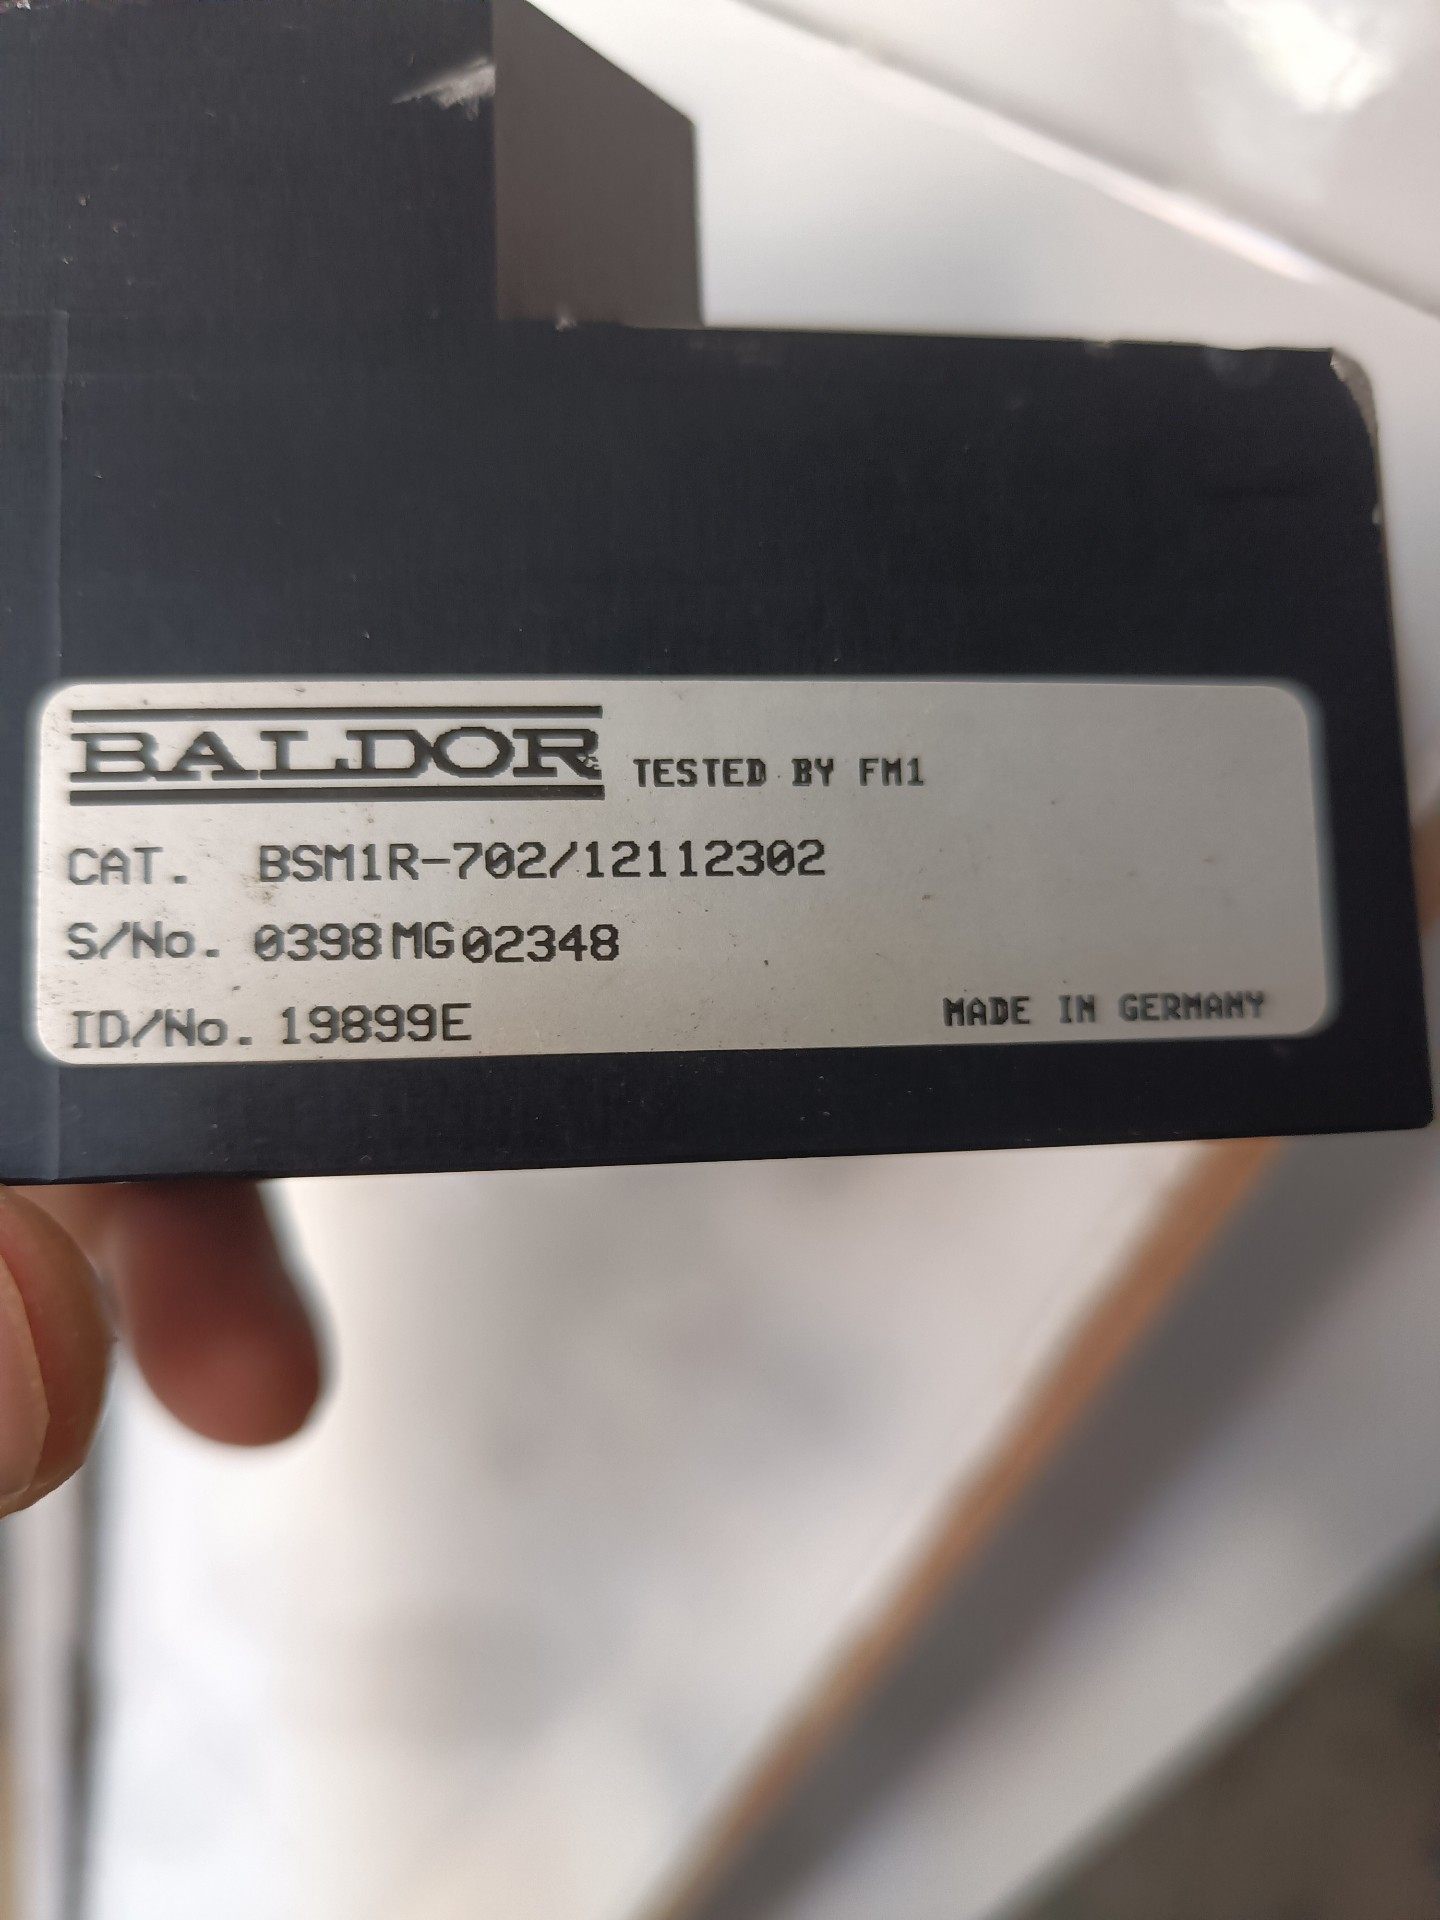 BALDOR TESTED BY FM1
CAT. BSM1R-702/12112302
S/No. 0398MG02348
ID/No. 19899E
MADE IN GERMANY